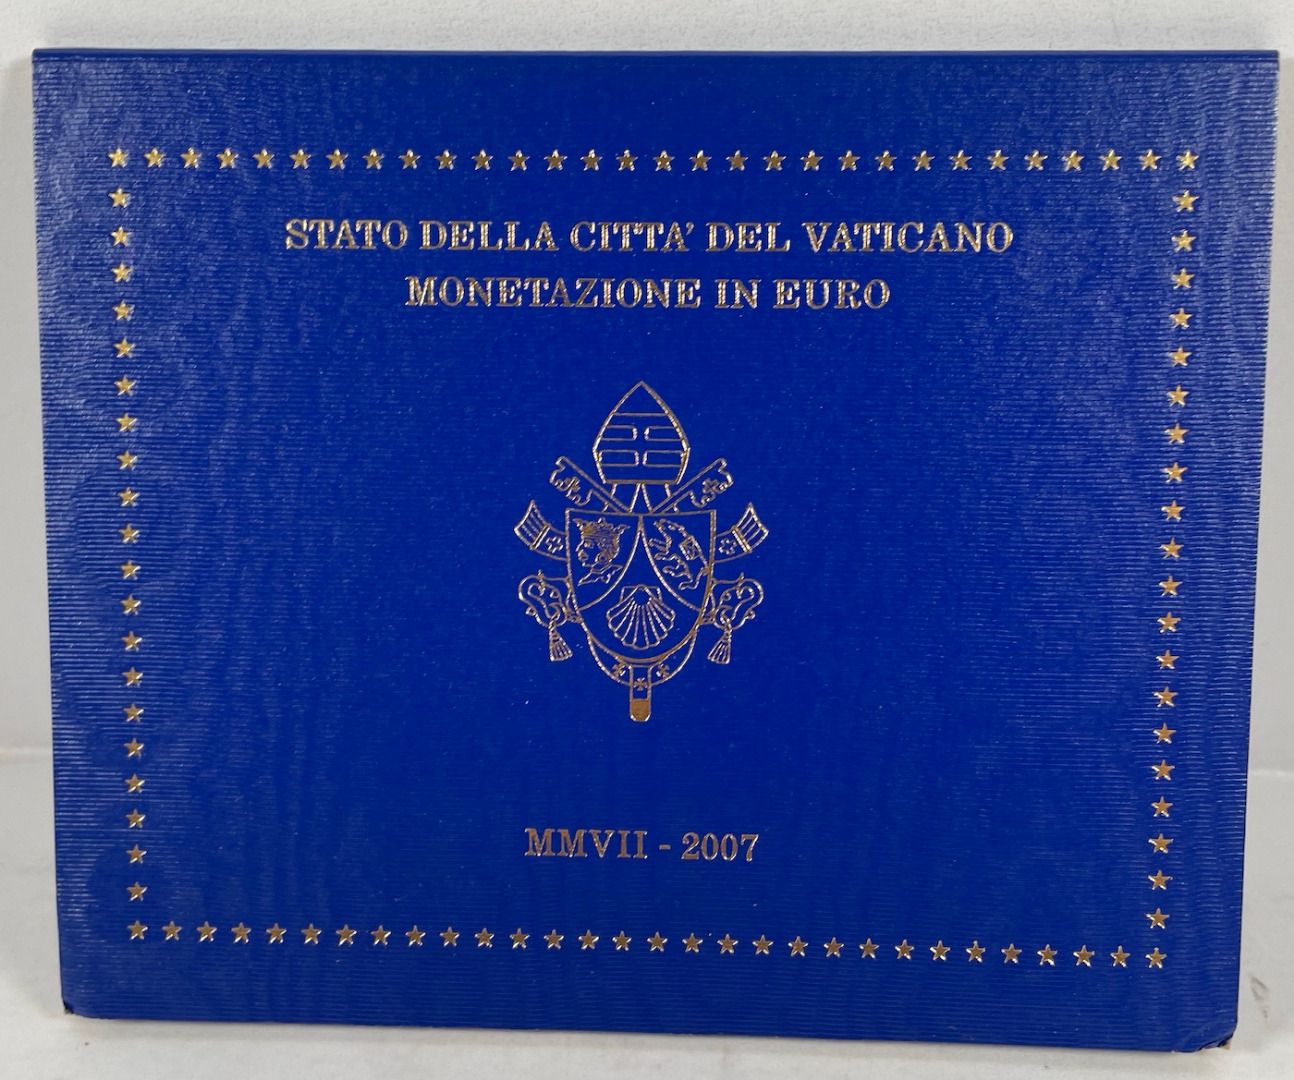 STATO DELLA CITTA' DEL VATICANO
MONETAZIONE IN EURO
MMVII - 2007